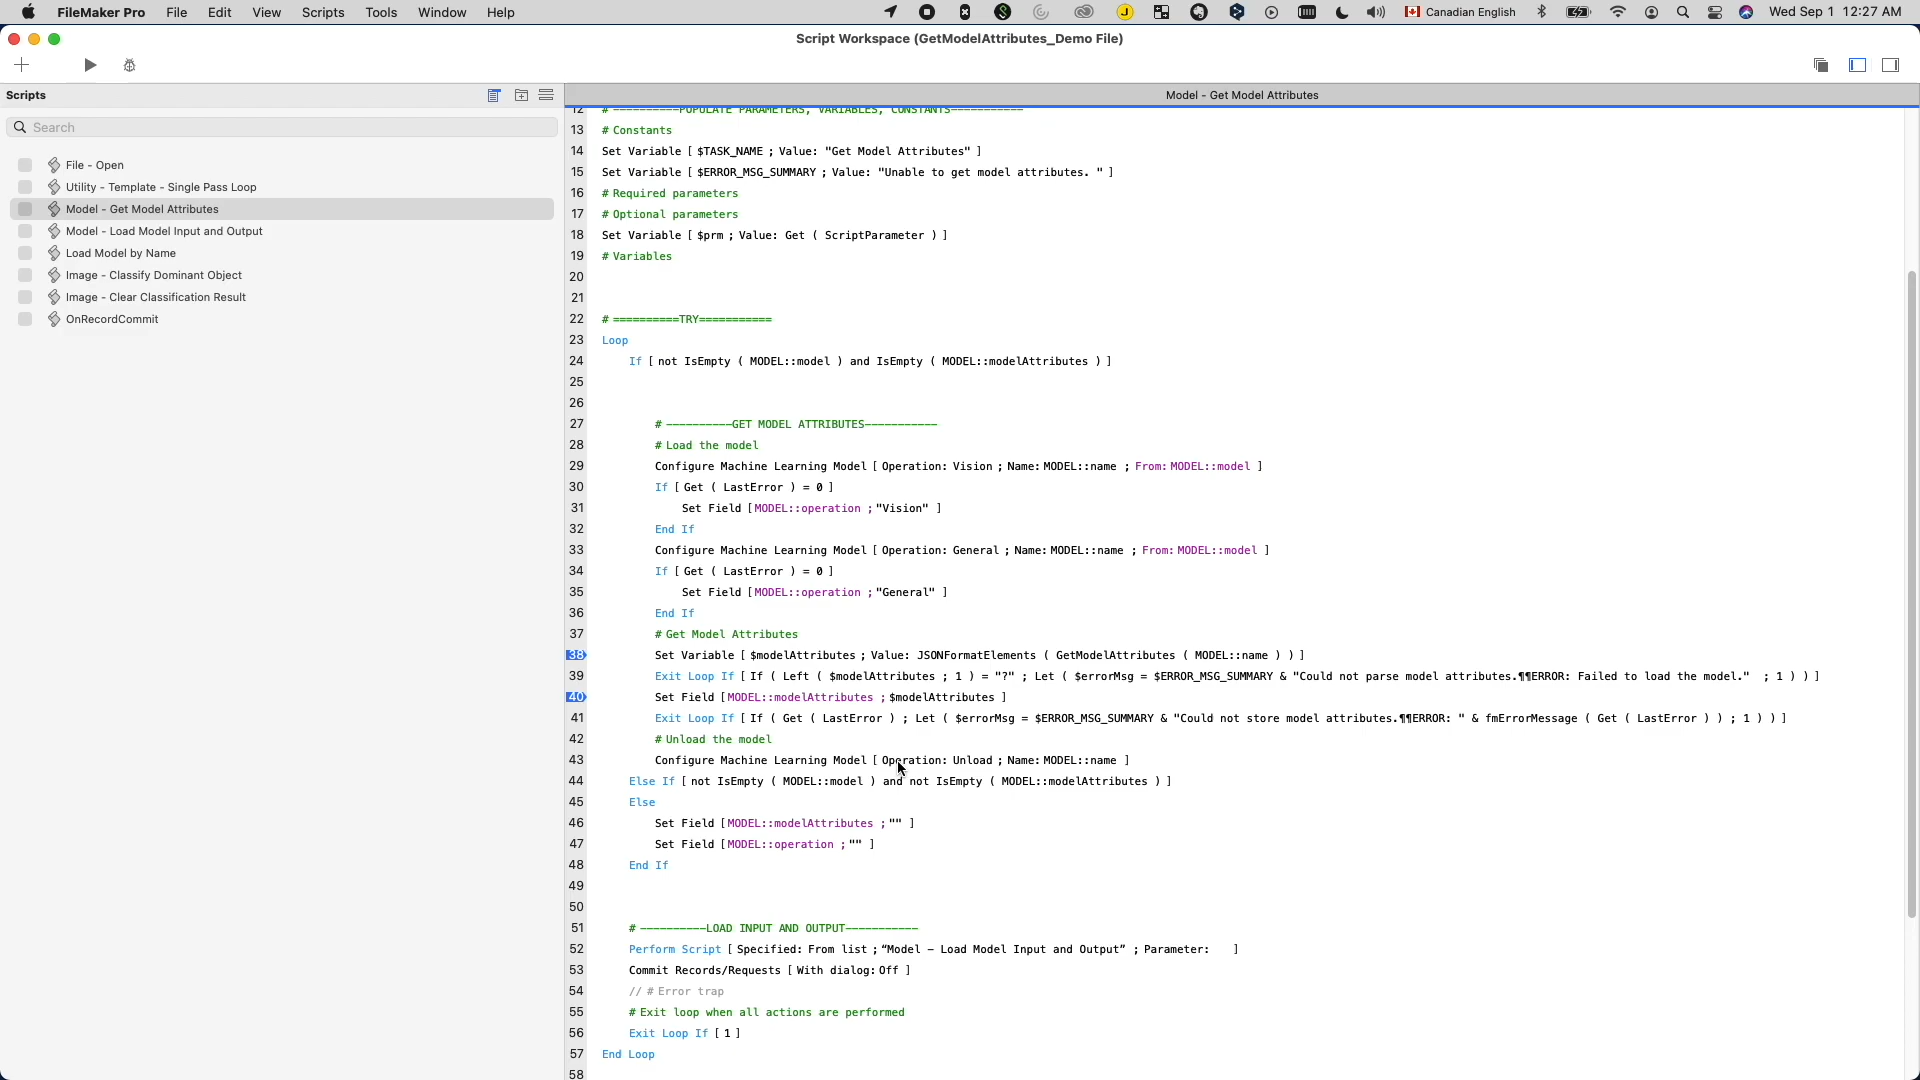 FileMaker Pro File Edit View Scripts Tools Window Help Canadian English Wed Sep 1 12:27 AM
Script Workspace (GetModelAttributes_Demo File)
Scripts
Model - Get Model Attributes
Search
File - Open
Utility - Template - Single Pass Loop
Model - Get Model Attributes
Model - Load Model Input and Output
Load Model by Name
Image - Classify Dominant Object
Image - Clear Classification Result
OnRecordCommit
12 # ----------POPULATE PARAMETERS, VARIABLES, CONSTANTS-----------
13 # Constants
14 Set Variable [ $TASK_NAME ; Value: "Get Model Attributes" ]
15 Set Variable [ $ERROR_MSG_SUMMARY ; Value: "Unable to get model attributes. " ]
16 # Required parameters
17 # Optional parameters
18 Set Variable [ $prm ; Value: Get ( ScriptParameter ) ]
19 # Variables
20
21
22 # ==========TRY===========
23 Loop
24 If [ not IsEmpty ( MODEL::model ) and IsEmpty ( MODEL::modelAttributes ) ]
25
26
27 # ----------GET MODEL ATTRIBUTES-----------
28 # Load the model
29 Configure Machine Learning Model [ Operation: Vision ; Name: MODEL::name ; From: MODEL::model ]
30 If [ Get ( LastError ) = 0 ]
31 Set Field [ MODEL::operation ; "Vision" ]
32 End If
33 Configure Machine Learning Model [ Operation: General ; Name: MODEL::name ; From: MODEL::model ]
34 If [ Get ( LastError ) = 0 ]
35 Set Field [ MODEL::operation ; "General" ]
36 End If
37 # Get Model Attributes
38 Set Variable [ $modelAttributes ; Value: JSONFormatElements ( GetModelAttributes ( MODEL::name ) ) ]
39 Exit Loop If [ If ( Left ( $modelAttributes ; 1 ) = "?" ; Let ( $errorMsg = $ERROR_MSG_SUMMARY & "Could not parse model attributes.¶¶ERROR: Failed to load the model." ; 1 ) ) ]
40 Set Field [ MODEL::modelAttributes ; $modelAttributes ]
41 Exit Loop If [ If ( Get ( LastError ) ; Let ( $errorMsg = $ERROR_MSG_SUMMARY & "Could not store model attributes.¶¶ERROR: " & fmErrorMessage ( Get ( LastError ) ) ; 1 ) ) ]
42 # Unload the model
43 Configure Machine Learning Model [ Operation: Unload ; Name: MODEL::name ]
44 Else If [ not IsEmpty ( MODEL::model ) and not IsEmpty ( MODEL::modelAttributes ) ]
45 Else
46 Set Field [ MODEL::modelAttributes ; "" ]
47 Set Field [ MODEL::operation ; "" ]
48 End If
49
50
51 # ----------LOAD INPUT AND OUTPUT-----------
52 Perform Script [ Specified: From list ; “Model - Load Model Input and Output” ; Parameter: ]
53 Commit Records/Requests [ With dialog: Off ]
54 // # Error trap
55 # Exit loop when all actions are performed
56 Exit Loop If [ 1 ]
57 End Loop
58